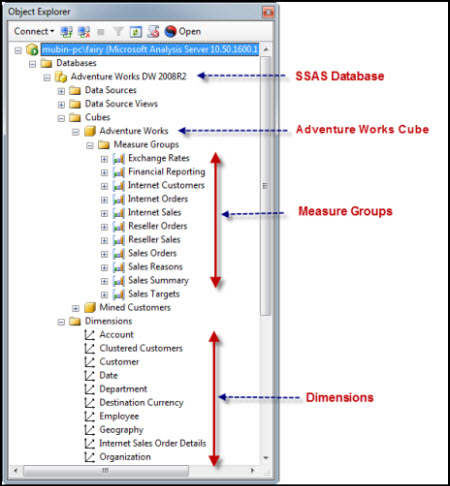 Object Explorer
Connect
Open
mubin-pc\fairy (Microsoft Analysis Server 10.50.1600.1
Databases
Adventure Works DW 2008R2
SSAS Database
Data Sources
Data Source Views
Cubes
Adventure Works
Adventure Works Cube
Measure Groups
Exchange Rates
Financial Reporting
Internet Customers
Internet Orders
Internet Sales
Measure Groups
Reseller Orders
Reseller Sales
Sales Orders
Sales Reasons
Sales Summary
Sales Targets
Mined Customers
Dimensions
Account
Clustered Customers
Customer
Date
Department
Destination Currency
Dimensions
Employee
Geography
Internet Sales Order Details
Organization